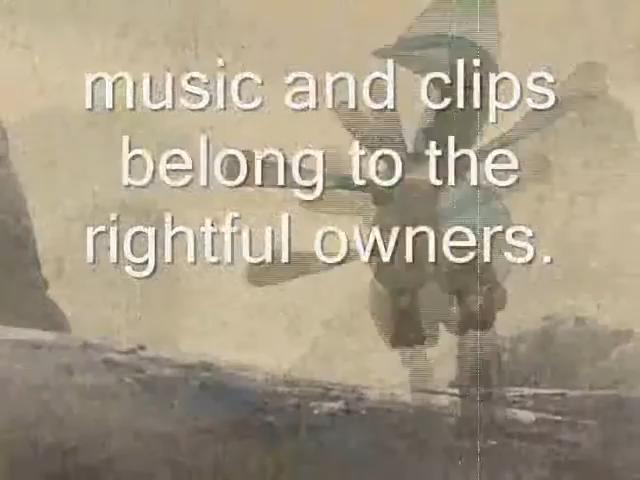 music and clips
belong to the
rightful owners.